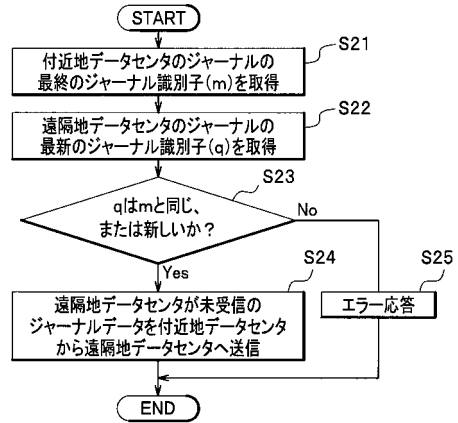 START
S21
付近地データセンタのジャーナルの
最終のジャーナル識別子(m)を取得
S22
遠隔地データセンタのジャーナルの
最新のジャーナル識別子(q)を取得
S23
qはmと同じ、
または新しいか？
No
Yes
S24
遠隔地データセンタが未受信の
ジャーナルデータを付近地データセンタ
から遠隔地データセンタへ送信
S25
エラー応答
END